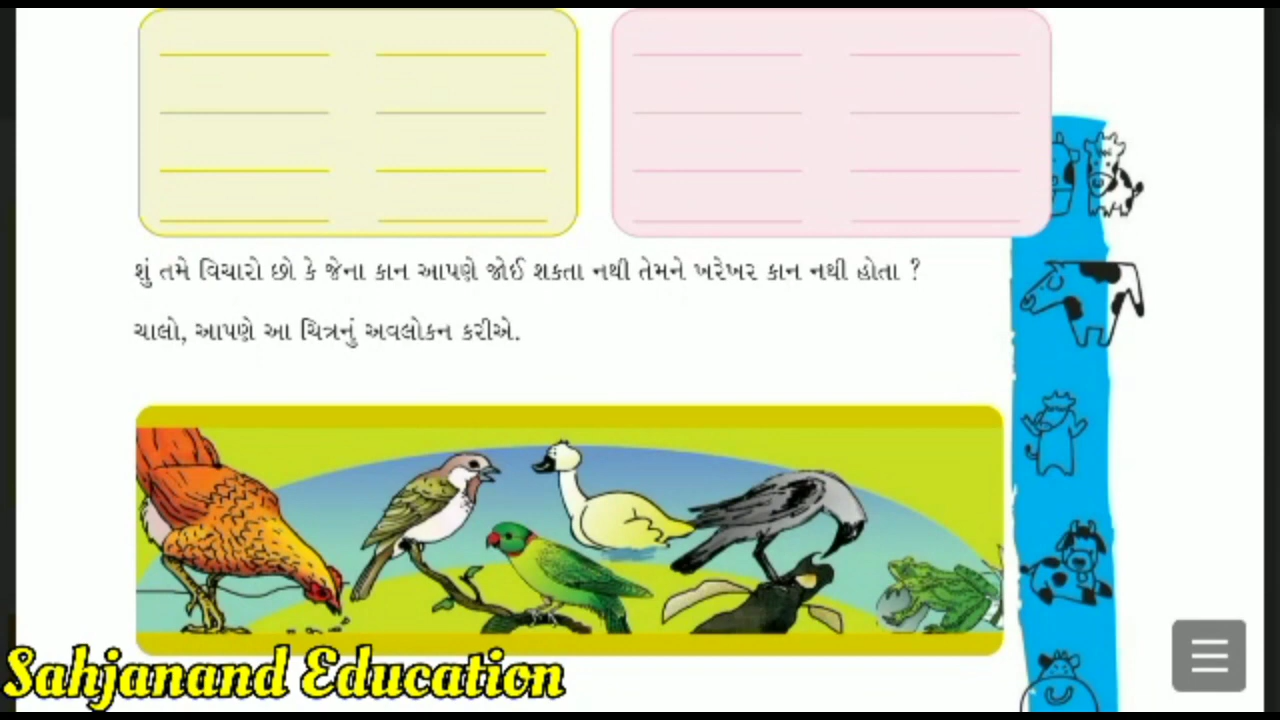 શું તમે વિચારો છો કે જેના કાન આપણે જોઈ શકતા નથી તેમને ખરેખર કાન નથી હોતા ?
ચાલો, આપણે આ ચિત્રનું અવલોકન કરીએ.
Sahjanand Education